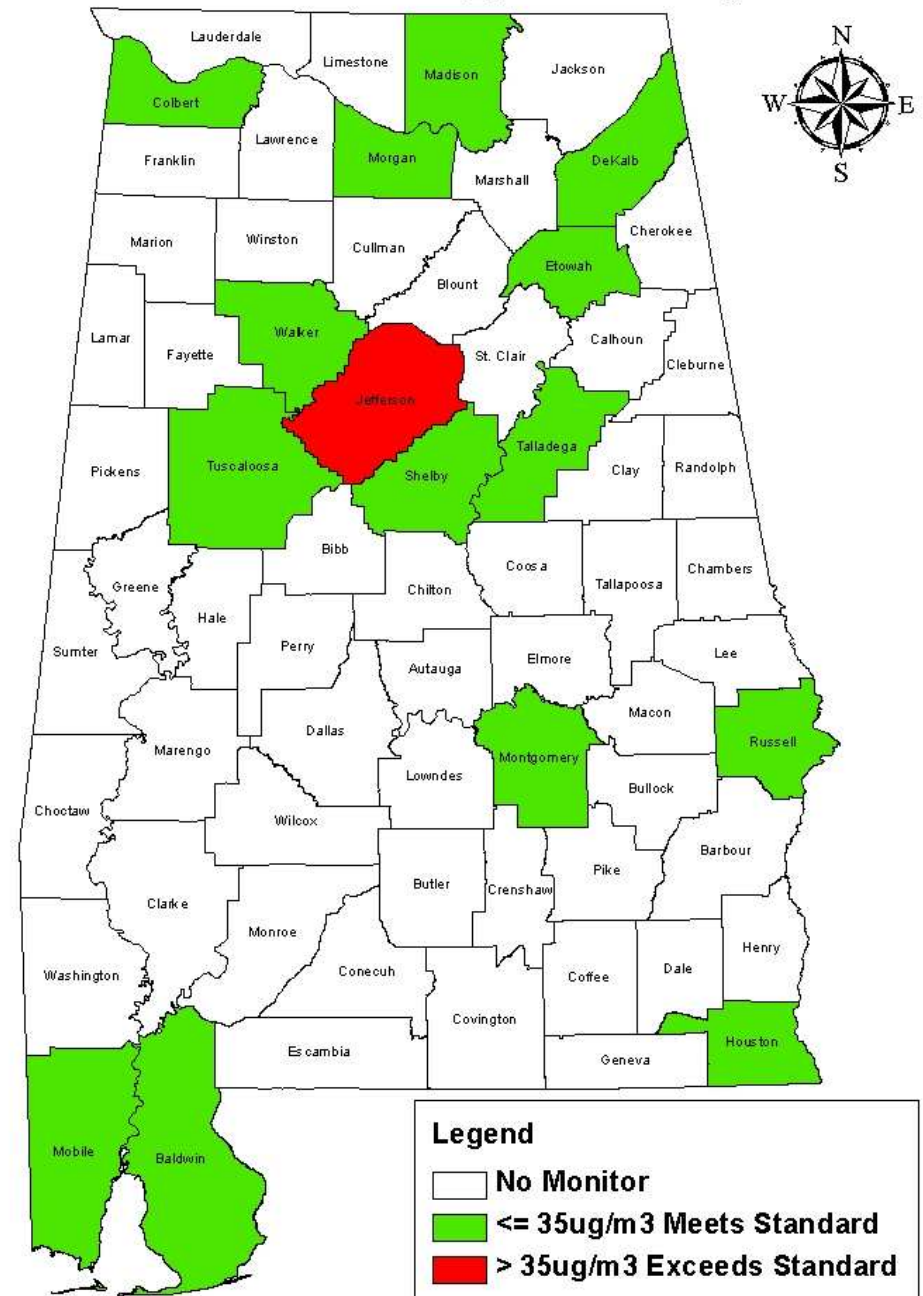 N
W E
S
Lauderdale
Limestone
Madison
Jackson
Colbert
Lawrence
Franklin
Morgan
Marshall
DeKalb
Cherokee
Marion
Winston
Cullman
Etowah
Blount
Lamar
Fayette
Walker
St. Clair
Calhoun
Cleburne
Jefferson
Pickens
Tuscaloosa
Shelby
Talladega
Clay
Randolph
Bibb
Greene
Hale
Chilton
Coosa
Tallapoosa
Chambers
Sumter
Perry
Autauga
Elmore
Lee
Macon
Marengo
Dallas
Lowndes
Montgomery
Bullock
Russell
Choctaw
Wilcox
Butler
Crenshaw
Pike
Barbour
Clarke
Monroe
Conecuh
Washington
Covington
Coffee
Dale
Henry
Escambia
Geneva
Houston
Mobile
Baldwin
Legend
No Monitor
<= 35ug/m3 Meets Standard
> 35ug/m3 Exceeds Standard